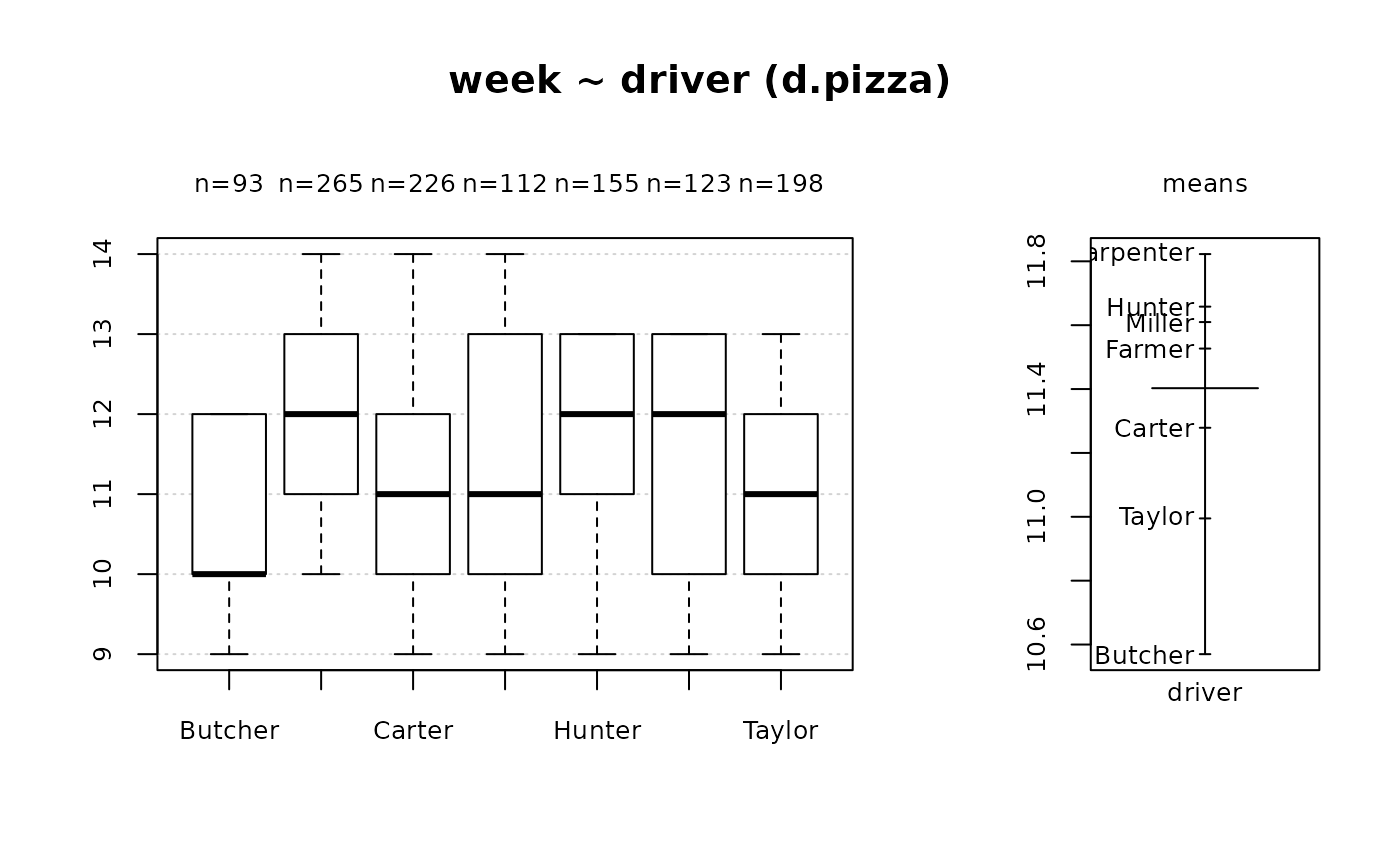 week ~ driver (d.pizza)
n=93 n=265 n=226 n=112 n=155 n=123 n=198
means
14
13
12
11
10
9
Butcher Carter Hunter Taylor
11.8
11.4
11.0
10.6
arpenter
Hunter
Miller
Farmer
Carter
Taylor
Butcher
driver